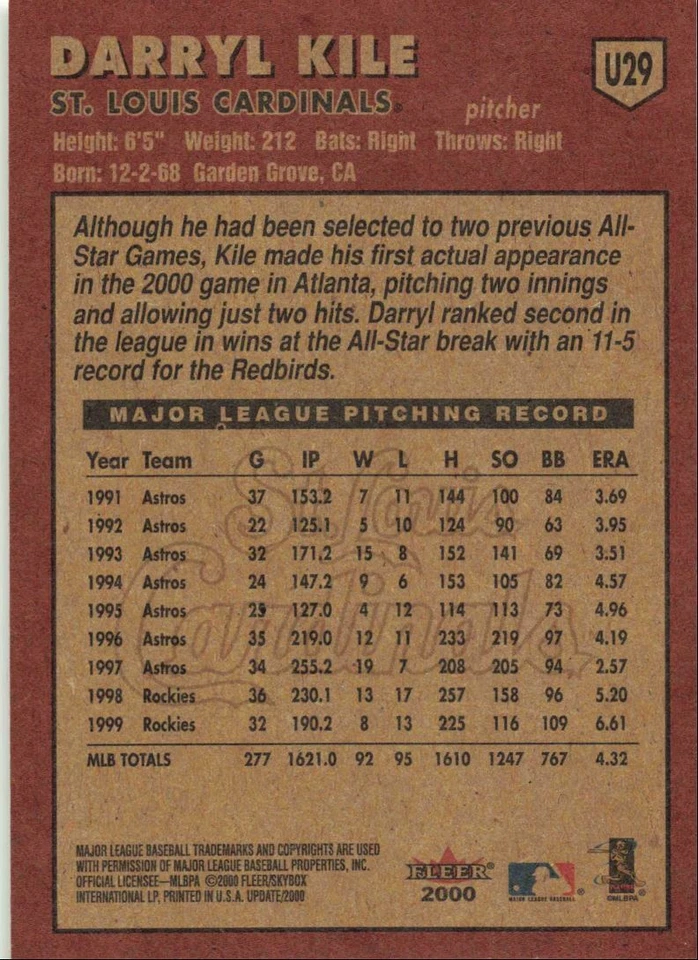 DARRYL KILE
U29
ST. LOUIS CARDINALS® pitcher
Height: 6'5" Weight: 212 Bats: Right Throws: Right
Born: 12-2-68 Garden Grove, CA
Although he had been selected to two previous All-
Star Games, Kile made his first actual appearance
in the 2000 game in Atlanta, pitching two innings
and allowing just two hits. Darryl ranked second in
the league in wins at the All-Star break with an 11-5
record for the Redbirds.
MAJOR LEAGUE PITCHING RECORD
Year Team G IP W L H SO BB ERA
1991 Astros 37 153.2 7 11 144 100 84 3.69
1992 Astros 22 125.1 5 10 124 90 63 3.95
1993 Astros 32 171.2 15 8 152 141 69 3.51
1994 Astros 24 147.2 9 6 153 105 82 4.57
1995 Astros 25 127.0 4 12 114 113 73 4.96
1996 Astros 35 219.0 12 11 233 219 97 4.19
1997 Astros 34 255.2 19 7 208 205 94 2.57
1998 Rockies 36 230.1 13 17 257 158 96 5.20
1999 Rockies 32 190.2 8 13 225 116 109 6.61
MLB TOTALS 277 1621.0 92 95 1610 1247 767 4.32
St. Louis
Cardinals
MAJOR LEAGUE BASEBALL TRADEMARKS AND COPYRIGHTS ARE USED
WITH PERMISSION OF MAJOR LEAGUE BASEBALL PROPERTIES, INC.
OFFICIAL LICENSEE—MLBPA ©2000 FLEER/SKYBOX
INTERNATIONAL LP. PRINTED IN U.S.A. UPDATE/2000
FLEER®
2000
MAJOR LEAGUE BASEBALL
©MLBPA